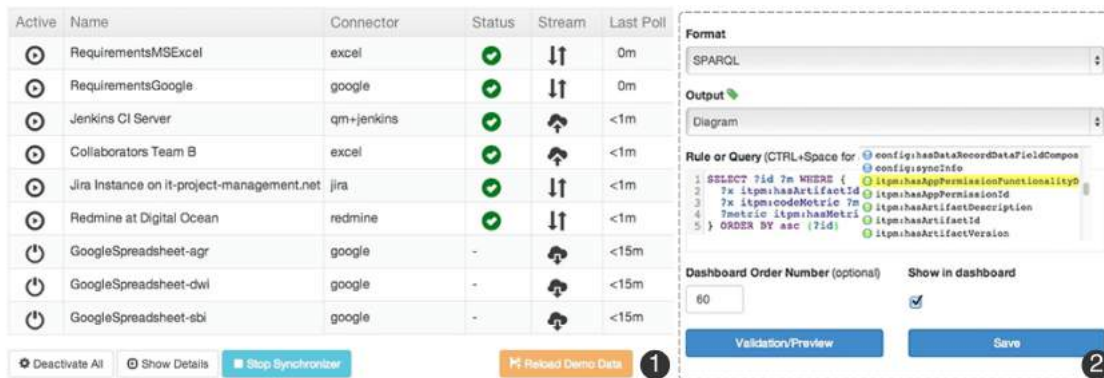 Active Name Connector Status Stream Last Poll
RequirementsMSExcel excel 0m
RequirementsGoogle google 0m
Jenkins CI Server qm+jenkins <1m
Collaborators Team B excel <1m
Jira Instance on it-project-management.net jira <1m
Redmine at Digital Ocean redmine <1m
GoogleSpreadsheet-agr google - <15m
GoogleSpreadsheet-dwi google - <15m
GoogleSpreadsheet-sbi google - <15m
Deactivate All Show Details Stop Synchronizer Reload Demo Data 1
Format
SPARQL
Output
Diagram
Rule or Query (CTRL+Space for
1 SELECT ?id ?m WHERE {
2 ?x itpm:hasArtifactId
3 ?x itpm:codeMetric ?m
4 ?metric itpm:hasMetri
5 } ORDER BY asc (?id)
config:hasDataRecordDataFieldCompos
config:syncInfo
itpm:hasAppPermissionFunctionalityD
itpm:hasAppPermissionId
itpm:hasArtifactDescription
itpm:hasArtifactId
itpm:hasArtifactVersion
Dashboard Order Number (optional) Show in dashboard
60
Validation/Preview Save
2